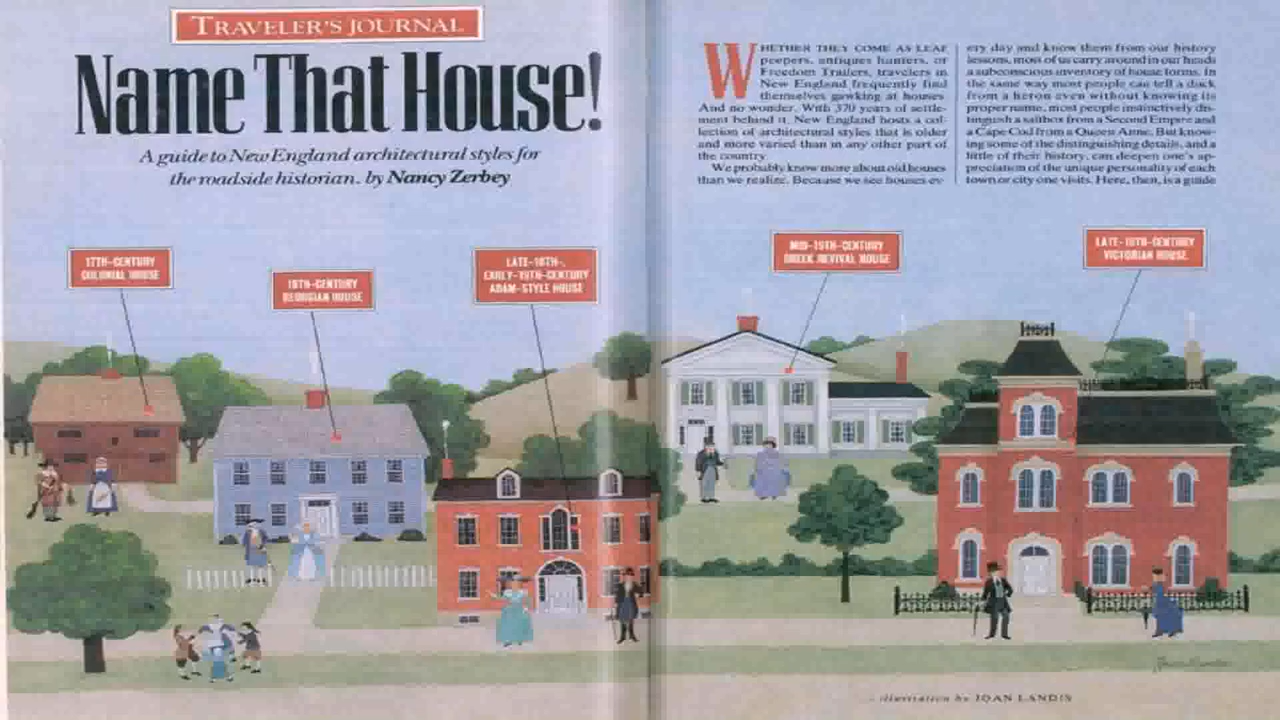 TRAVELER'S JOURNAL
Name That House!
A guide to New England architectural styles for
the roadside historian. by Nancy Zerbey
WHETHER THEY COME AS LEAF
peepers, antiques hunters, or
Freedom Trailers, travelers in
New England frequently find
themselves gawking at houses.
And no wonder. With 370 years of settle-
ment behind it, New England hosts a col-
lection of architectural styles that is older
and more varied than in any other part of
the country.
We probably know more about old houses
than we realize. Because we see houses ev-
ery day and know them from our history
lessons, most of us carry around in our heads
a subconscious inventory of house forms. In
the same way most people can tell a duck
from a heron even without knowing its
proper name, most people instinctively dis-
tinguish a saltbox from a Second Empire and
a Cape Cod from a Queen Anne. But know-
ing some of the distinguishing details, and a
little of their history, can deepen one's ap-
preciation of the unique personality of each
town or city one visits. Here, then, is a guide
17TH-CENTURY
COLONIAL HOUSE
18TH-CENTURY
GEORGIAN HOUSE
LATE-18TH-,
EARLY-19TH-CENTURY
ADAM-STYLE HOUSE
MID-19TH-CENTURY
GREEK REVIVAL HOUSE
LATE-19TH-CENTURY
VICTORIAN HOUSE
illustration by JOAN LANDIS